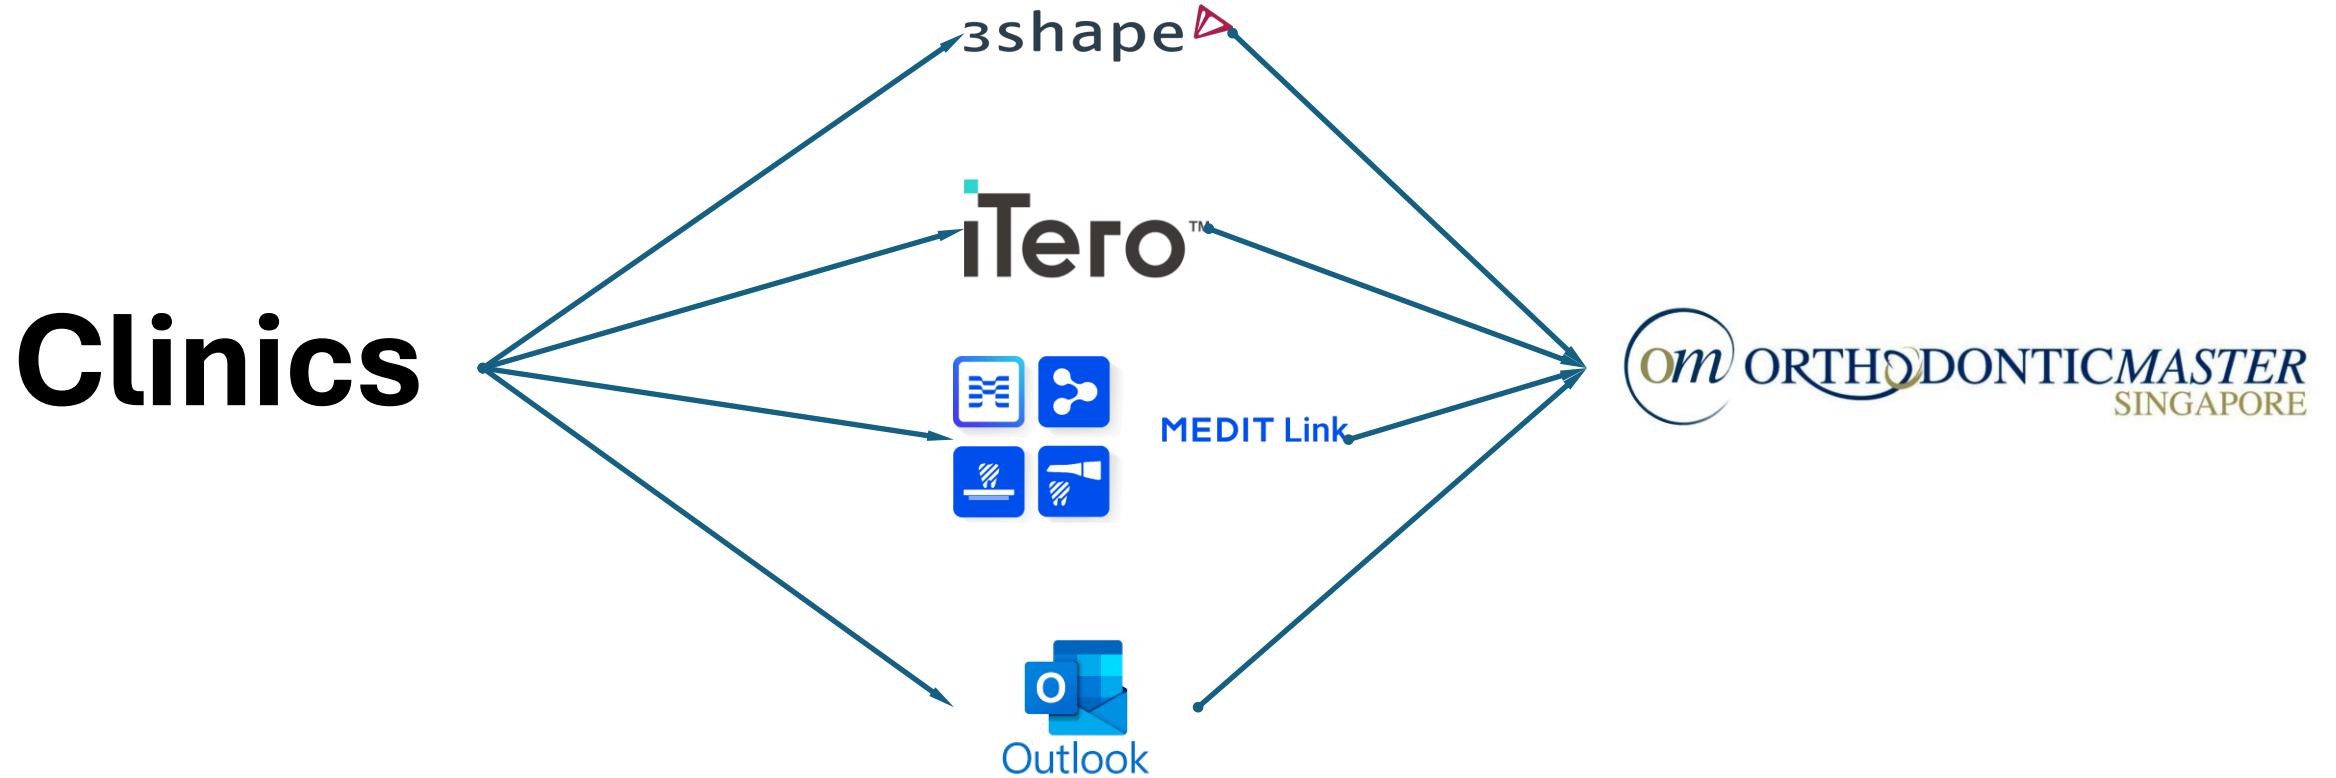 3shape
iTero™
Clinics
om ORTHODONTICMASTER
SINGAPORE
MEDIT Link
O
Outlook